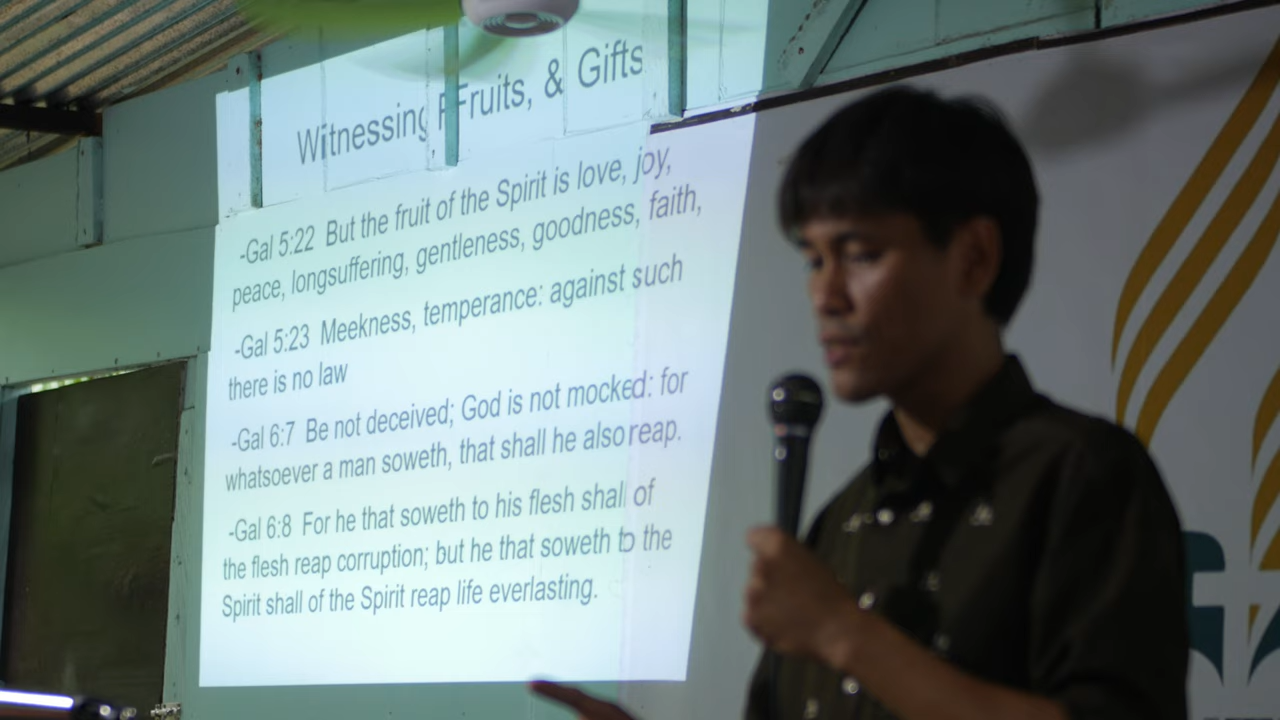 Witnessing Fruits, & Gifts
-Gal 5:22 But the fruit of the Spirit is love, joy,
peace, longsuffering, gentleness, goodness, faith,
-Gal 5:23 Meekness, temperance: against such
there is no law
-Gal 6:7 Be not deceived; God is not mocked: for
whatsoever a man soweth, that shall he also reap.
-Gal 6:8 For he that soweth to his flesh shall of
the flesh reap corruption; but he that soweth to the
Spirit shall of the Spirit reap life everlasting.